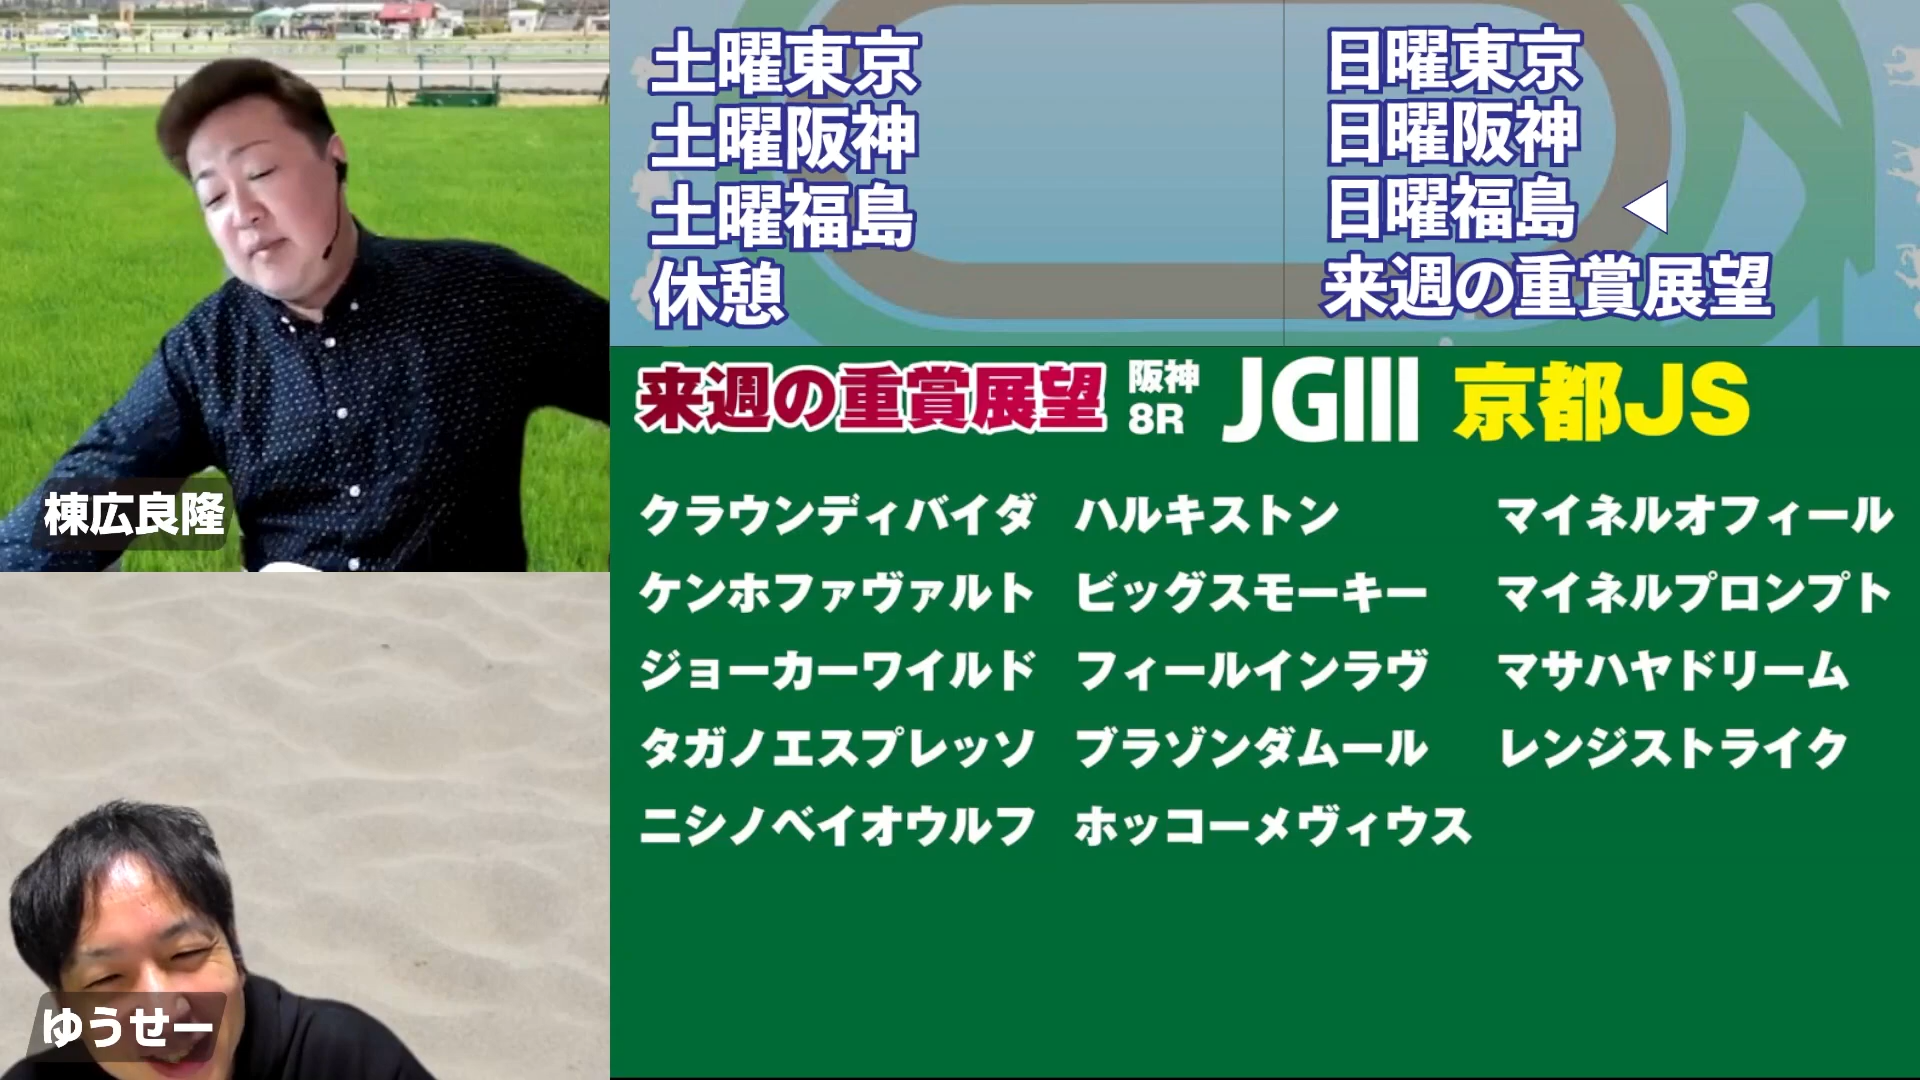 土曜東京
土曜阪神
土曜福島
休憩
日曜東京
日曜阪神
日曜福島 ◀
来週の重賞展望
来週の重賞展望 阪神 8R JGIII 京都JS
クラウンディバイダ ハルキストン マイネルオフィール
ケンホファヴァルト ビッグスモーキー マイネルプロンプト
ジョーカーワイルド フィールインラヴ マサハヤドリーム
タガノエスプレッソ ブラゾンダムール レンジストライク
ニシノベイオウルフ ホッコーメヴィウス
棟広良隆
ゆうせー